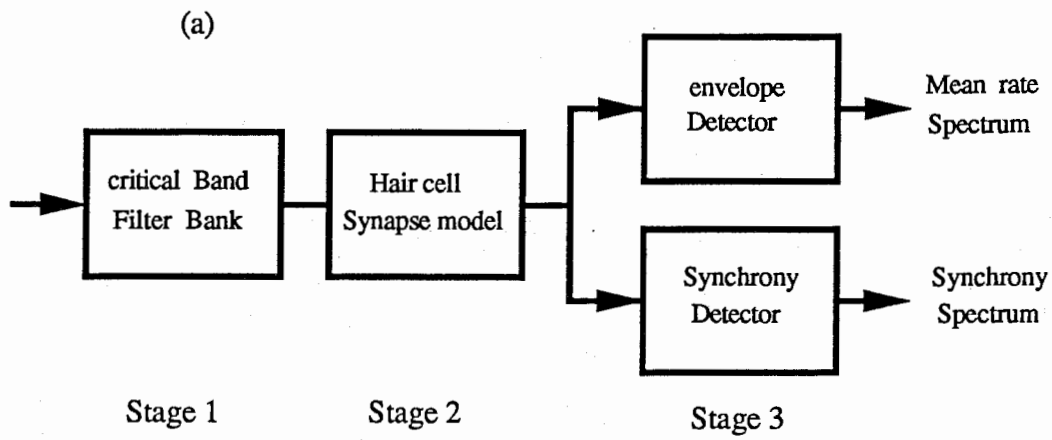 (a)
critical Band
Filter Bank
Hair cell
Synapse model
envelope
Detector
Mean rate
Spectrum
Synchrony
Detector
Synchrony
Spectrum
Stage 1
Stage 2
Stage 3